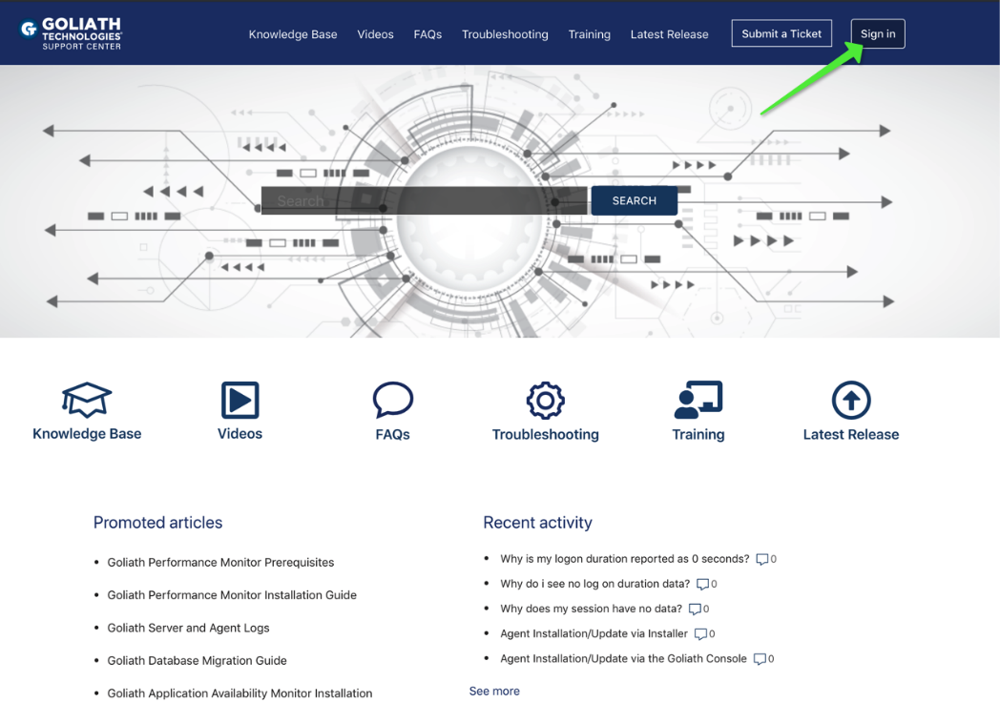 GOLIATH
TECHNOLOGIES
SUPPORT CENTER
Knowledge Base Videos FAQs Troubleshooting Training Latest Release Submit a Ticket Sign in
Search SEARCH
Knowledge Base Videos FAQs Troubleshooting Training Latest Release
Promoted articles
Goliath Performance Monitor Prerequisites
Goliath Performance Monitor Installation Guide
Goliath Server and Agent Logs
Goliath Database Migration Guide
Goliath Application Availability Monitor Installation
Recent activity
Why is my logon duration reported as 0 seconds? 0
Why do i see no log on duration data? 0
Why does my session have no data? 0
Agent Installation/Update via Installer 0
Agent Installation/Update via the Goliath Console 0
See more